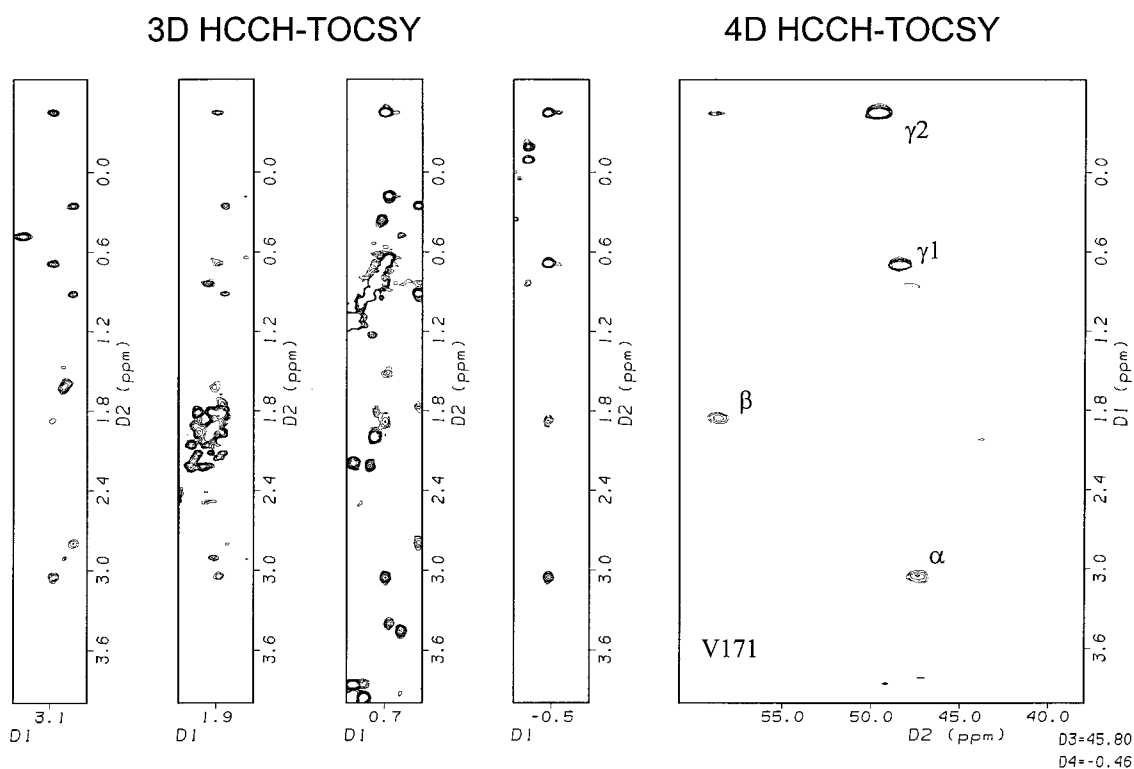 3D HCCH-TOCSY
4D HCCH-TOCSY
0.0
0.6
1.2
1.8
2.4
3.0
3.6
D2 (ppm)
3.1
D1
0.0
0.6
1.2
1.8
2.4
3.0
3.6
D2 (ppm)
1.9
D1
0.0
0.6
1.2
1.8
2.4
3.0
3.6
D2 (ppm)
0.7
D1
0.0
0.6
1.2
1.8
2.4
3.0
3.6
D2 (ppm)
-0.5
D1
γ2
γ1
β
α
V171
0.0
0.6
1.2
1.8
2.4
3.0
3.6
D1 (ppm)
55.0 50.0 45.0 40.0
D2 (ppm)
D3=45.80
D4=-0.46